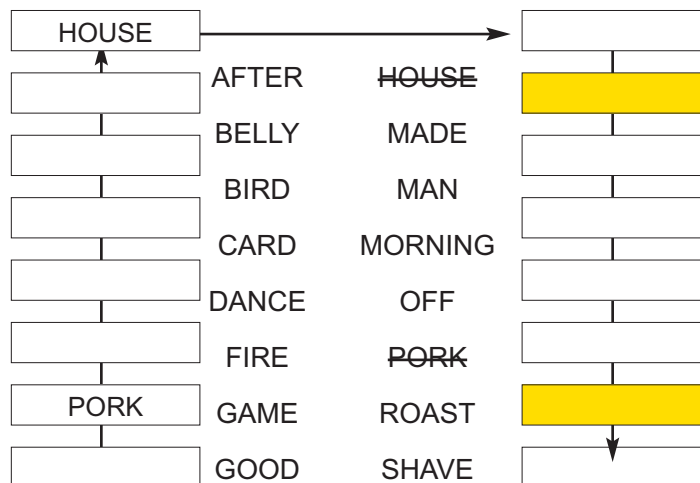 HOUSE
AFTER HOUSE
BELLY MADE
BIRD MAN
CARD MORNING
DANCE OFF
FIRE PORK
PORK GAME ROAST
GOOD SHAVE